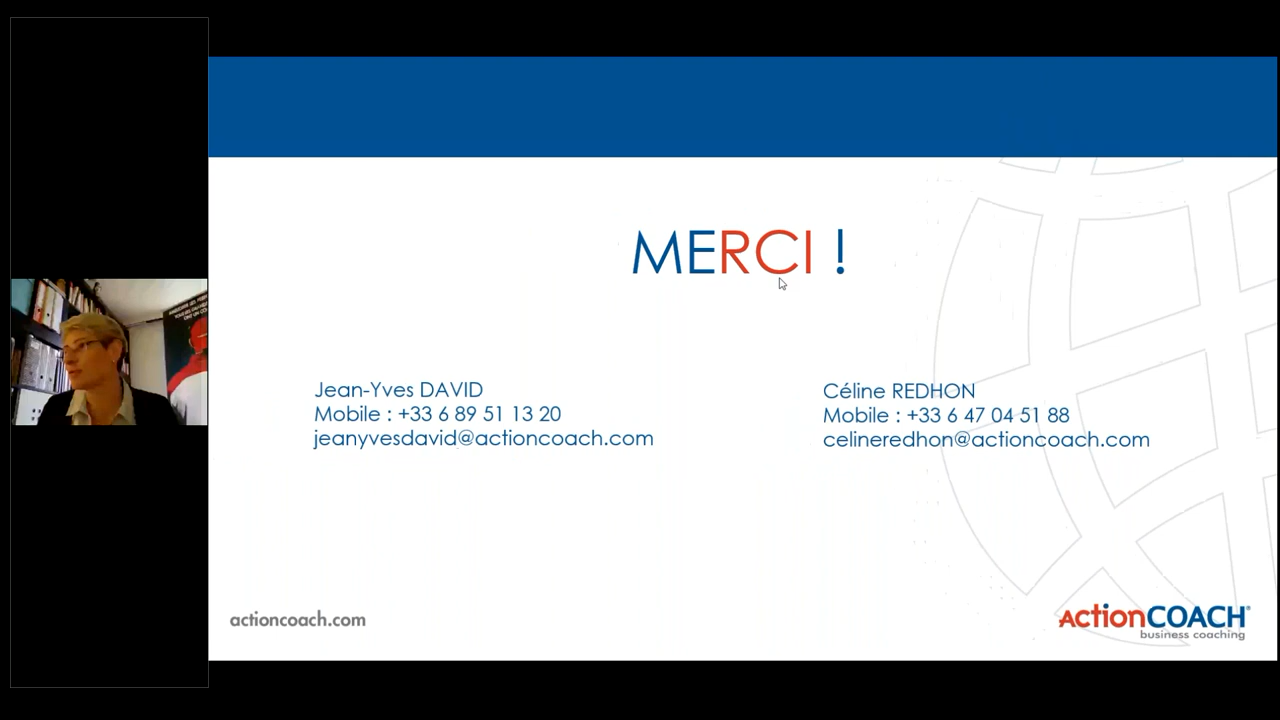 MERCI !
Jean-Yves DAVID
Mobile : +33 6 89 51 13 20
jeanyvesdavid@actioncoach.com
Céline REDHON
Mobile : +33 6 47 04 51 88
celineredhon@actioncoach.com
actioncoach.com
ActionCOACH®
business coaching